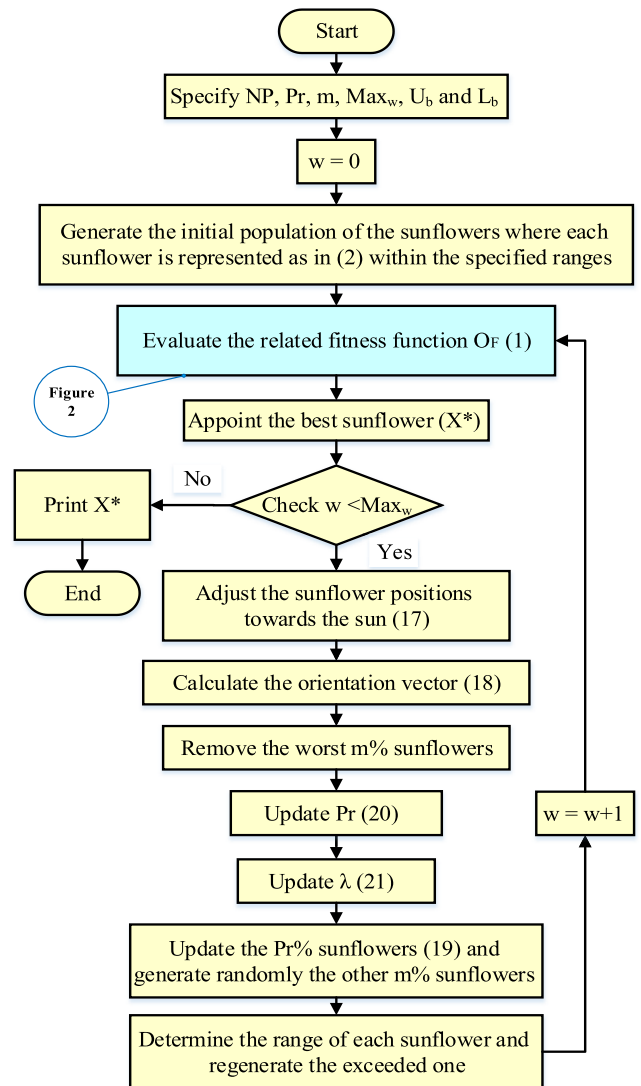 Start
Specify NP, Pr, m, Maxw, Ub and Lb
w = 0
Generate the initial population of the sunflowers where each
sunflower is represented as in (2) within the specified ranges
Evaluate the related fitness function OF (1)
Figure
2
Appoint the best sunflower (X*)
No
Print X*
Check w <Maxw
Yes
End
Adjust the sunflower positions
towards the sun (17)
Calculate the orientation vector (18)
Remove the worst m% sunflowers
Update Pr (20)
w = w+1
Update λ (21)
Update the Pr% sunflowers (19) and
generate randomly the other m% sunflowers
Determine the range of each sunflower and
regenerate the exceeded one